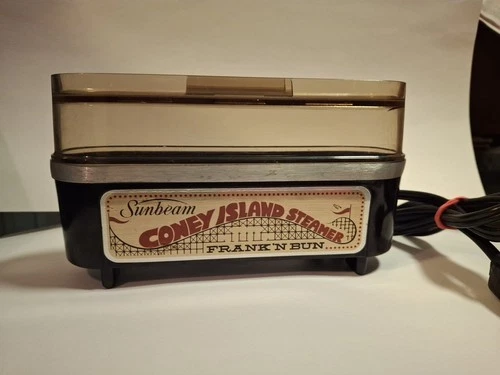 Sunbeam
CONEY ISLAND STEAMER
FRANK 'N BUN